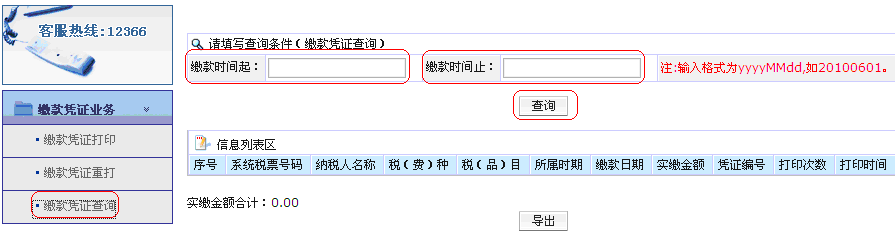 客服热线:12366
缴款凭证业务
缴款凭证打印
缴款凭证重打
缴款凭证查询
请填写查询条件(缴款凭证查询)
缴款时间起： 缴款时间止： 注:输入格式为yyyyMMdd,如20100601。
查询
信息列表区
序号 系统税票号码 纳税人名称 税(费)种 税(品)目 所属时期 缴款日期 实缴金额 凭证编号 打印次数 打印时间
实缴金额合计：0.00
导出